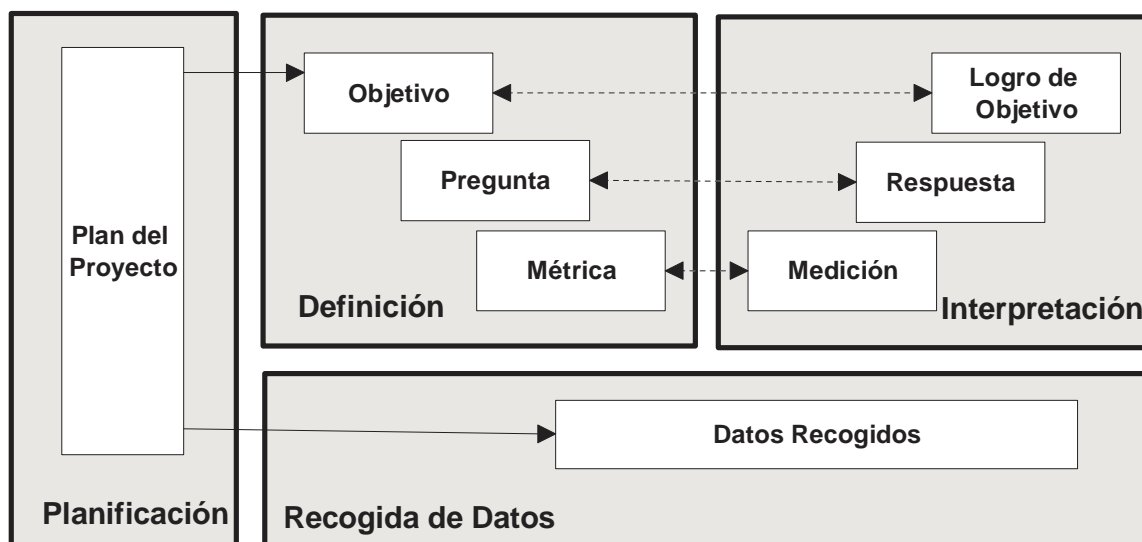 Plan del
Proyecto
Planificación
Objetivo
Pregunta
Métrica
Definición
Logro de
Objetivo
Respuesta
Medición
Interpretación
Datos Recogidos
Recogida de Datos